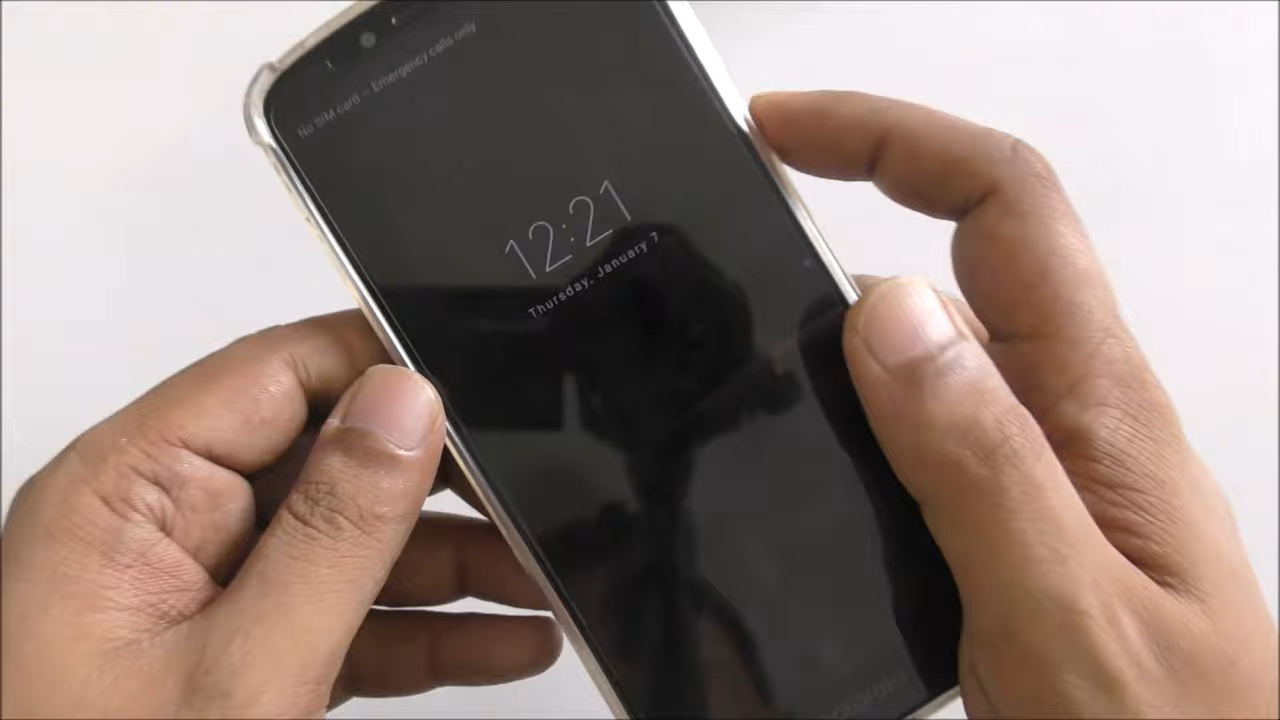 No SIM card — Emergency calls only
12:21
Thursday, January 7